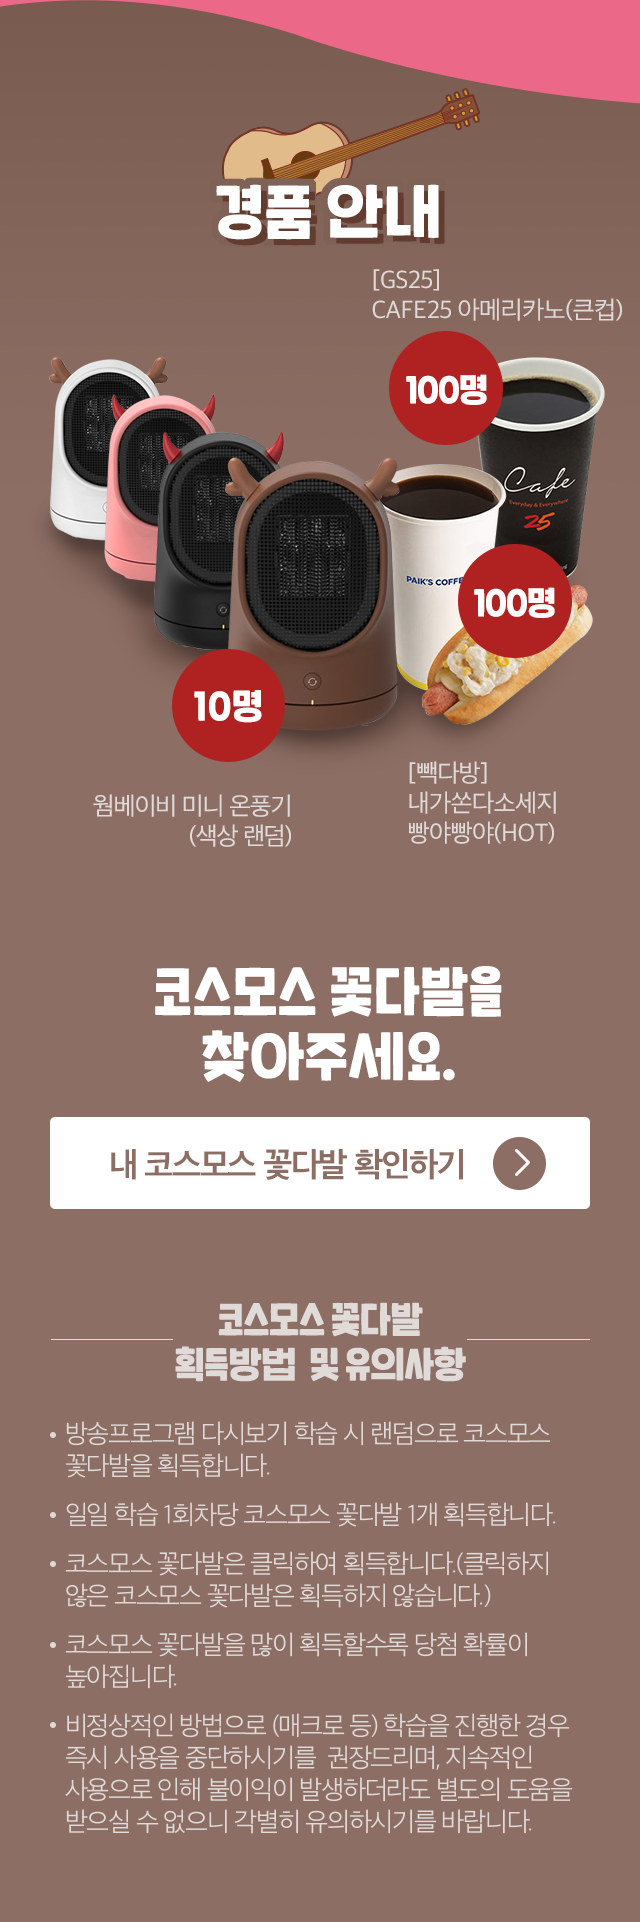 경품 안내
[GS25]
CAFE25 아메리카노(큰컵)
100명
Cafe
Everyday & Everywhere
25
PAIK'S COFFE
100명
10명
웜베이비 미니 온풍기
(색상 랜덤)
[빽다방]
내가쏜다소세지
빵야빵야(HOT)
코스모스 꽃다발을
찾아주세요.
내 코스모스 꽃다발 확인하기
코스모스 꽃다발
획득방법 및 유의사항
• 방송프로그램 다시보기 학습 시 랜덤으로 코스모스
꽃다발을 획득합니다.
• 일일 학습 1회차당 코스모스 꽃다발 1개 획득합니다.
• 코스모스 꽃다발은 클릭하여 획득합니다.(클릭하지
않은 코스모스 꽃다발은 획득하지 않습니다.)
• 코스모스 꽃다발을 많이 획득할수록 당첨 확률이
높아집니다.
• 비정상적인 방법으로 (매크로 등) 학습을 진행한 경우
즉시 사용을 중단하시기를 권장드리며, 지속적인
사용으로 인해 불이익이 발생하더라도 별도의 도움을
받으실 수 없으니 각별히 유의하시기를 바랍니다.